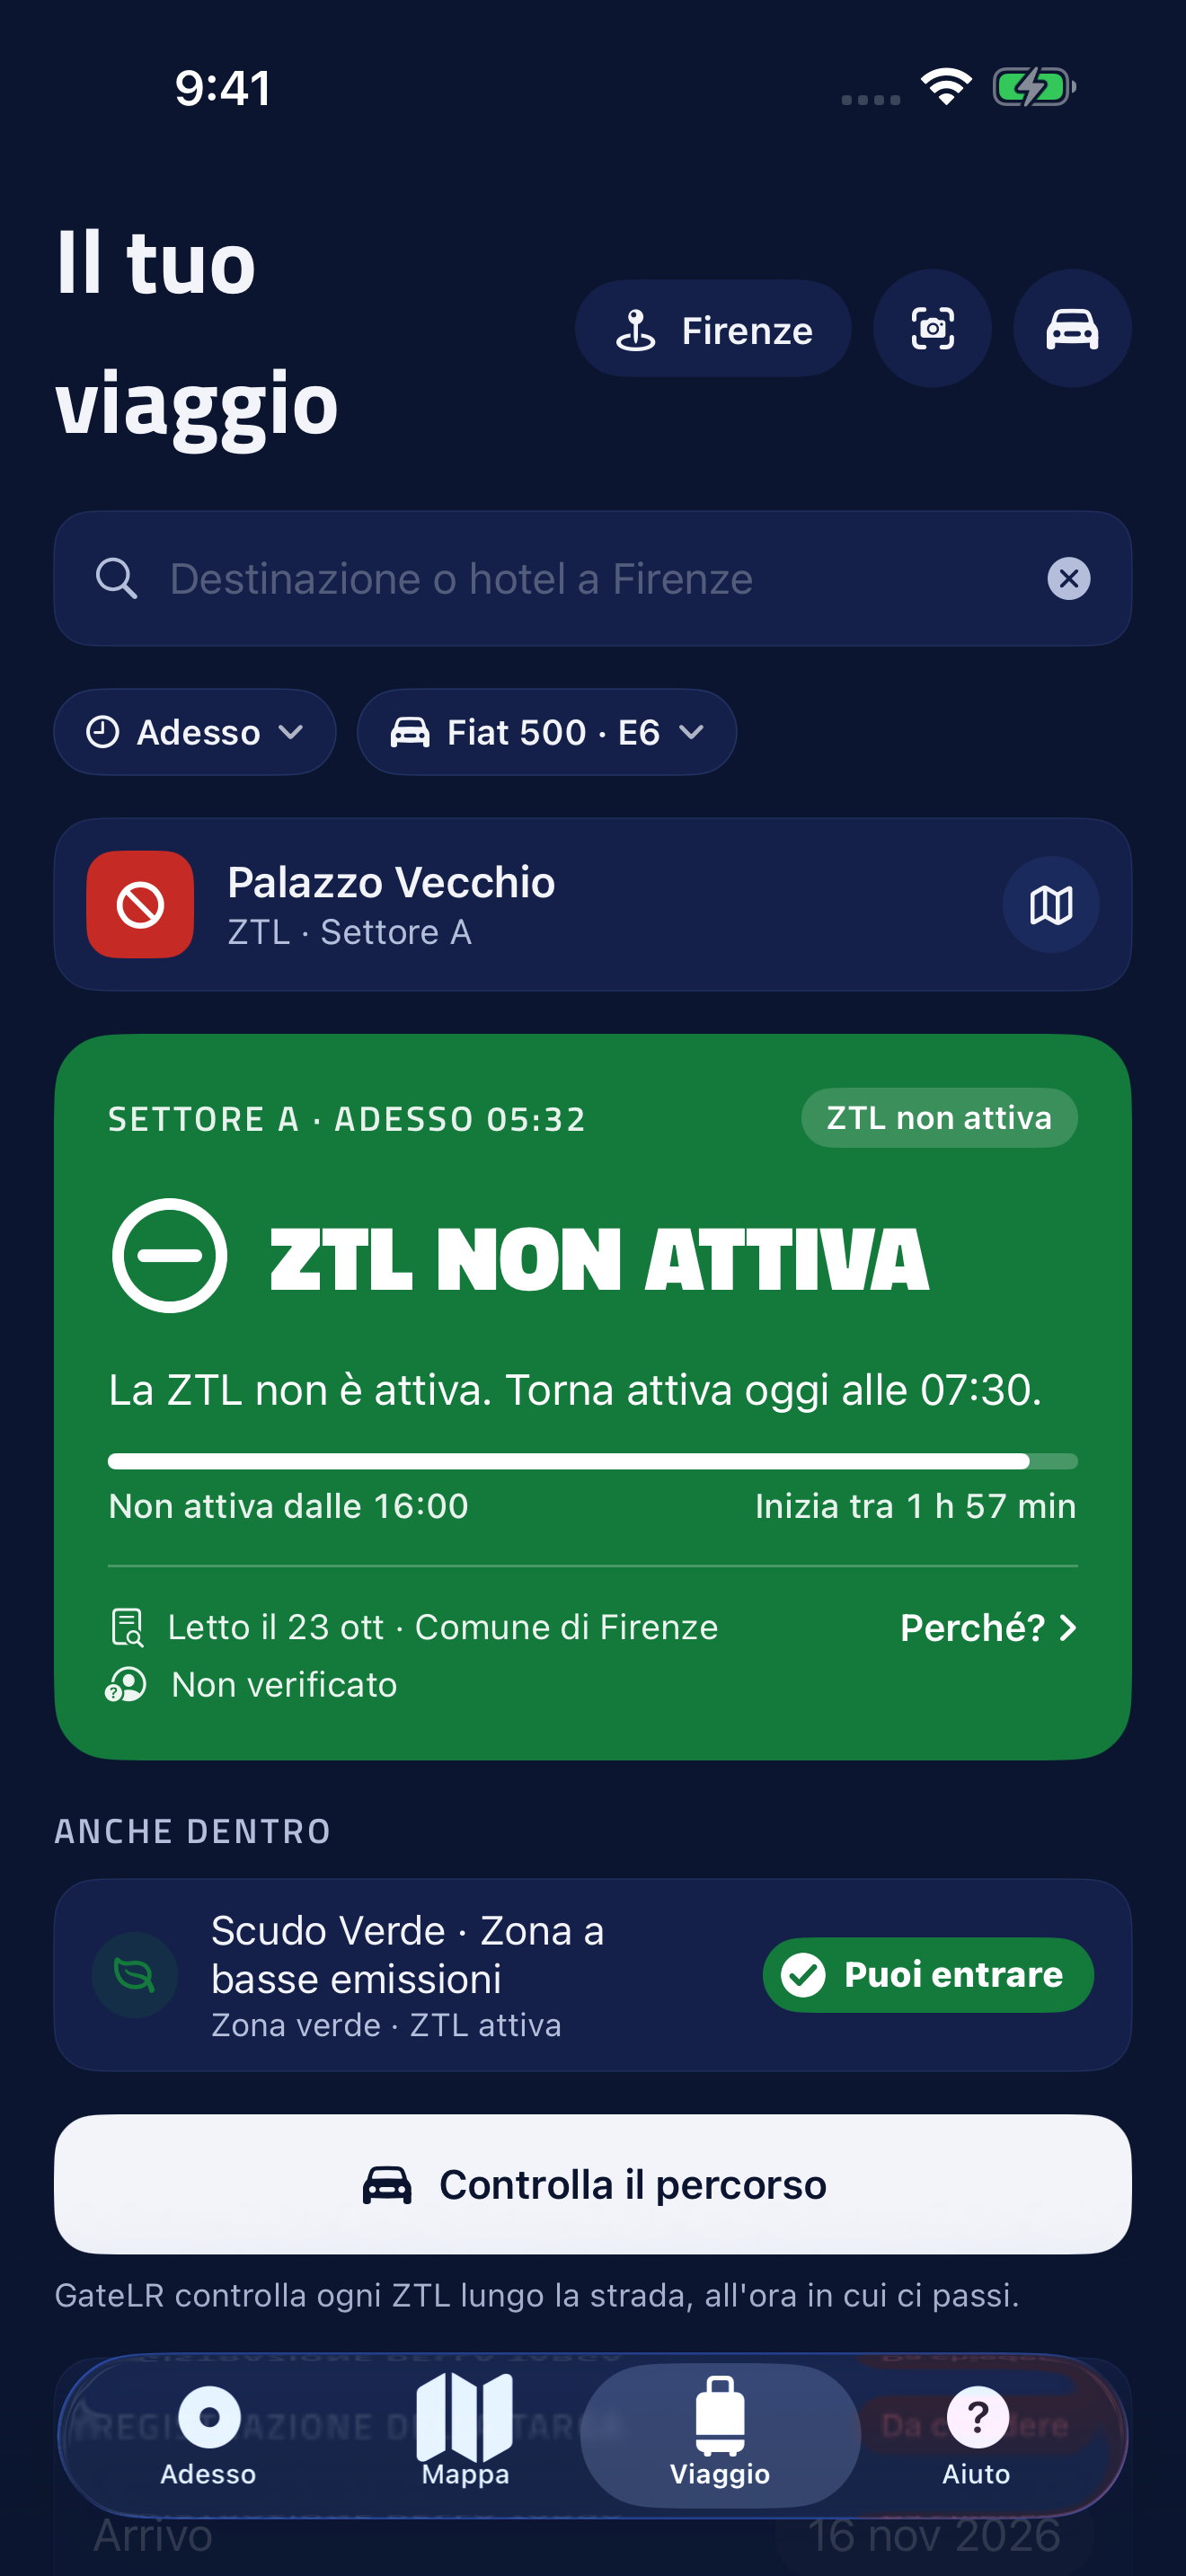 9:41
Il tuo
viaggio
Firenze
Destinazione o hotel a Firenze
Adesso
Fiat 500 · E6
Palazzo Vecchio
ZTL · Settore A
SETTORE A · ADESSO 05:32
ZTL non attiva
ZTL NON ATTIVA
La ZTL non è attiva. Torna attiva oggi alle 07:30.
Non attiva dalle 16:00
Inizia tra 1 h 57 min
Letto il 23 ott · Comune di Firenze
Perché?
Non verificato
ANCHE DENTRO
Scudo Verde · Zona a
basse emissioni
Zona verde · ZTL attiva
Puoi entrare
Controlla il percorso
GateLR controlla ogni ZTL lungo la strada, all'ora in cui ci passi.
Adesso
Mappa
Viaggio
Aiuto
Arrivo
16 nov 2026